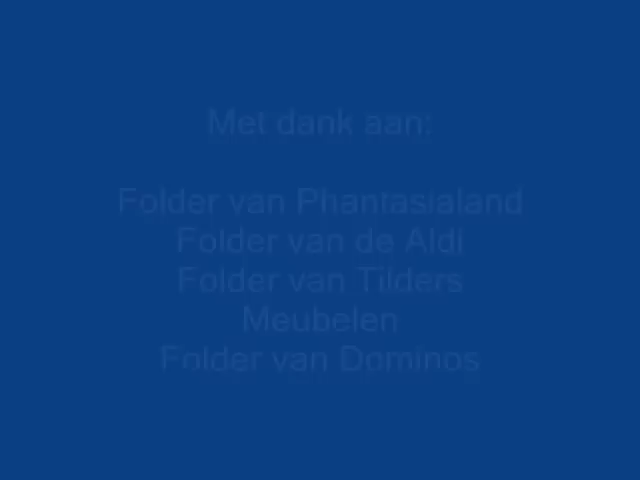 Met dank aan:
Folder van Phantasialand
Folder van de Aldi
Folder van Tilders
Meubelen
Folder van Dominos